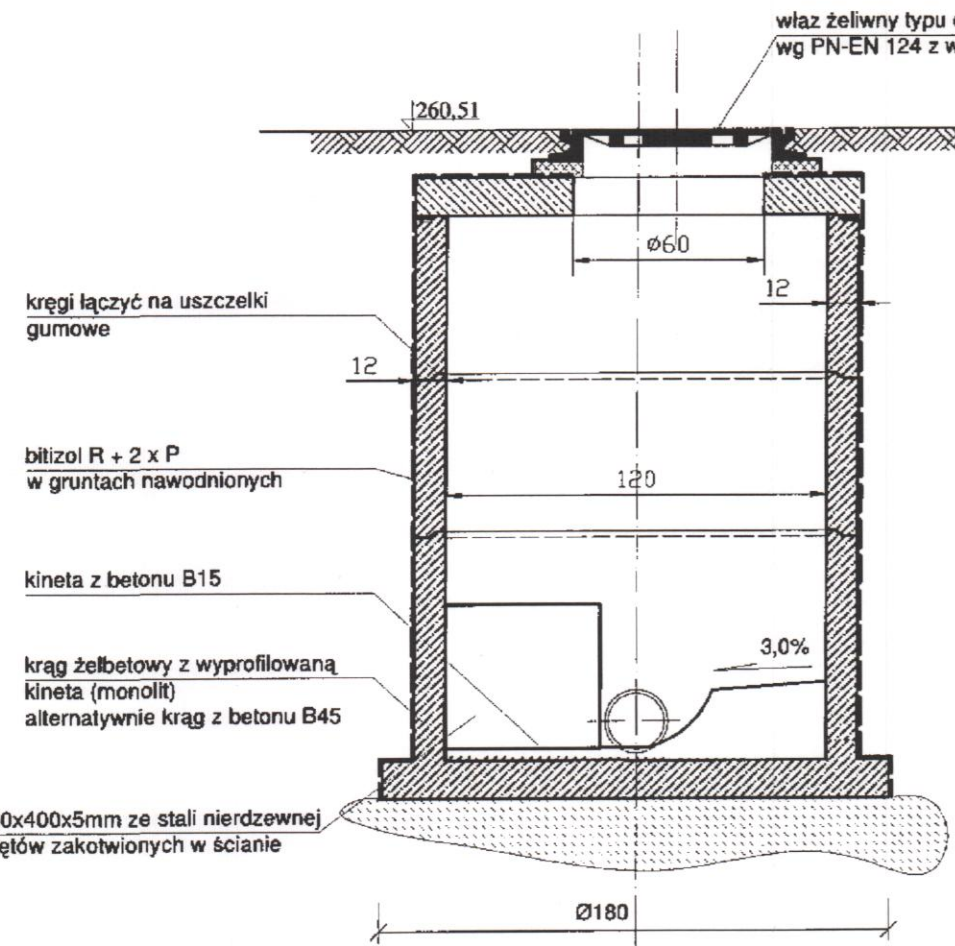 właz żeliwny typu
wg PN-EN 124 z
260,51
ø60
12
kręgi łączyć na uszczelki
gumowe
12
bitizol R + 2 x P
w gruntach nawodnionych
120
kineta z betonu B15
3,0%
krąg żelbetowy z wyprofilowaną
kineta (monolit)
alternatywnie krąg z betonu B45
0x400x5mm ze stali nierdzewnej
ętów zakotwionych w ścianie
Ø180